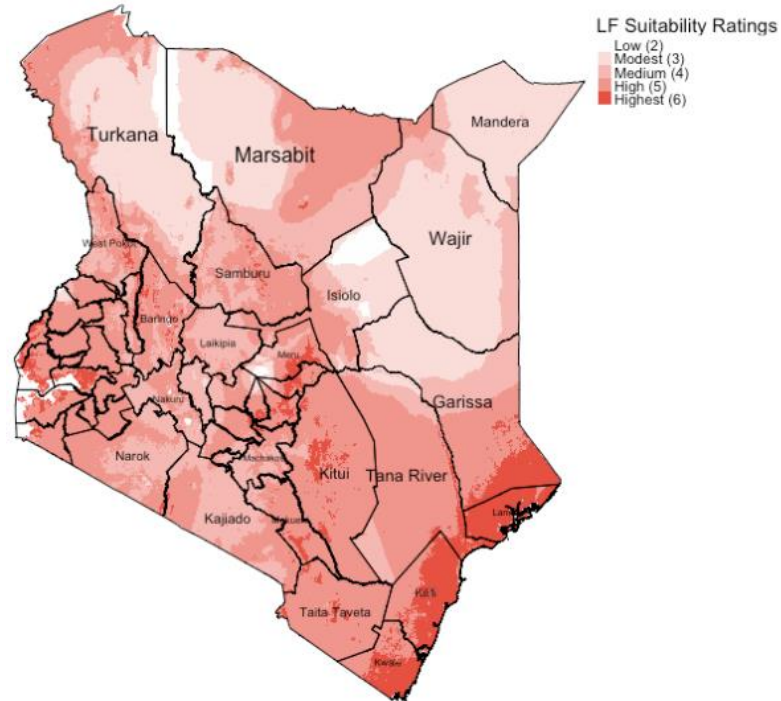 LF Suitability Ratings
Low (2)
Modest (3)
Medium (4)
High (5)
Highest (6)
Mandera
Turkana
Marsabit
Wajir
West Pokot
Samburu
Isiolo
Baringo
Laikipia
Meru
Nakuru
Garissa
Narok
Machakos
Kitui
Tana River
Kajiado
Makueni
Taita Taveta
Kilifi
Kwale